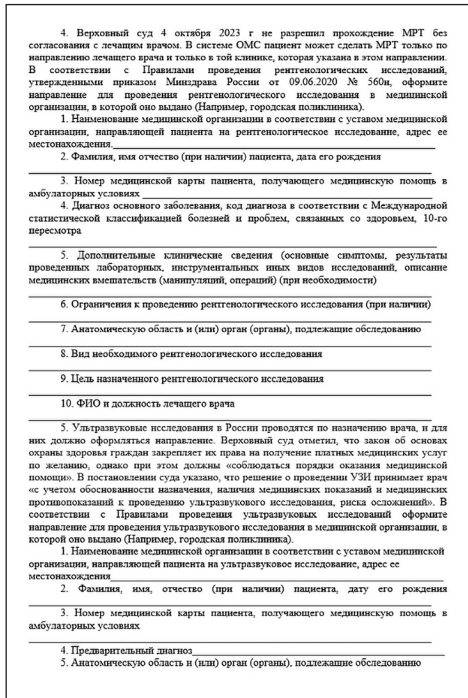 4. Верховный суд 4 октября 2023 г не разрешил прохождение МРТ без
согласования с лечащим врачом. В системе ОМС пациент может сделать МРТ только по
направлению лечащего врача и только в той клинике, которая указана в этом направлении.
В соответствии с Правилами проведения рентгенологических исследований,
утвержденными приказом Минздрава России от 09.06.2020 № 560н, оформите
направление для проведения рентгенологического исследования в медицинской
организации, в которой оно выдано (Например, городская поликлиника).
1. Наименование медицинской организации в соответствии с уставом медицинской
организации, направляющей пациента на рентгенологическое исследование, адрес ее
местонахождения.
2. Фамилия, имя отчество (при наличии) пациента, дата его рождения
3. Номер медицинской карты пациента, получающего медицинскую помощь в
амбулаторных условиях
4. Диагноз основного заболевания, код диагноза в соответствии с Международной
статистической классификацией болезней и проблем, связанных со здоровьем, 10-го
пересмотра
5. Дополнительные клинические сведения (основные симптомы, результаты
проведенных лабораторных, инструментальных иных видов исследований, описание
медицинских вмешательств (манипуляций, операций) (при необходимости)
6. Ограничения к проведению рентгенологического исследования (при наличии)
7. Анатомическую область и (или) орган (органы), подлежащие обследованию
8. Вид необходимого рентгенологического исследования
9. Цель назначенного рентгенологического исследования
10. ФИО и должность лечащего врача
5. Ультразвуковые исследования в России проводятся по назначению врача, и для
них должно оформляться направление. Верховный суд отметил, что закон об основах
охраны здоровья граждан закрепляет их права на получение платных медицинских услуг
по желанию, однако при этом должны «соблюдаться порядки оказания медицинской
помощи». В постановлении суда указано, что решение о проведении УЗИ принимает врач
«с учетом обоснованности назначения, наличия медицинских показаний и медицинских
противопоказаний к проведению ультразвукового исследования, риска осложнений». В
соответствии с Правилами проведения ультразвуковых исследований оформите
направление для проведения ультразвукового исследования в медицинской организации, в
которой оно выдано (Например, городская поликлиника).
1. Наименование медицинской организации в соответствии с уставом медицинской
организации, направляющей пациента на ультразвуковое исследование, адрес ее
местонахождения
2. Фамилия, имя, отчество (при наличии) пациента, дату его рождения
3. Номер медицинской карты пациента, получающего медицинскую помощь в
амбулаторных условиях
4. Предварительный диагноз
5. Анатомическую область и (или) орган (органы), подлежащие обследованию